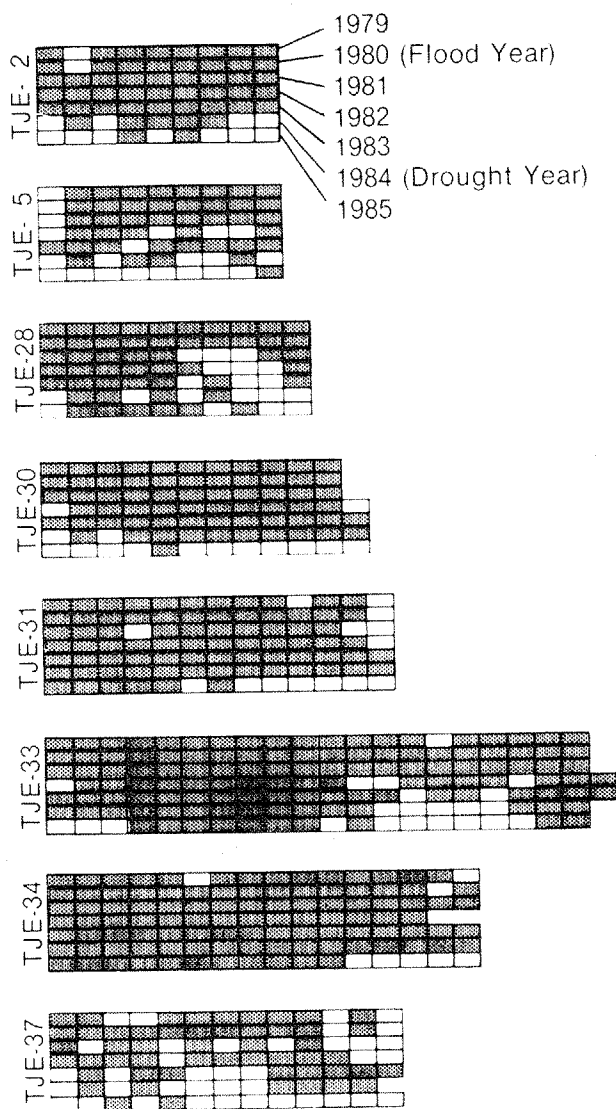 TJE- 2
1979
1980 (Flood Year)
1981
1982
1983
1984 (Drought Year)
1985
TJE- 5
TJE-28
TJE-30
TJE-31
TJE-33
TJE-34
TJE-37